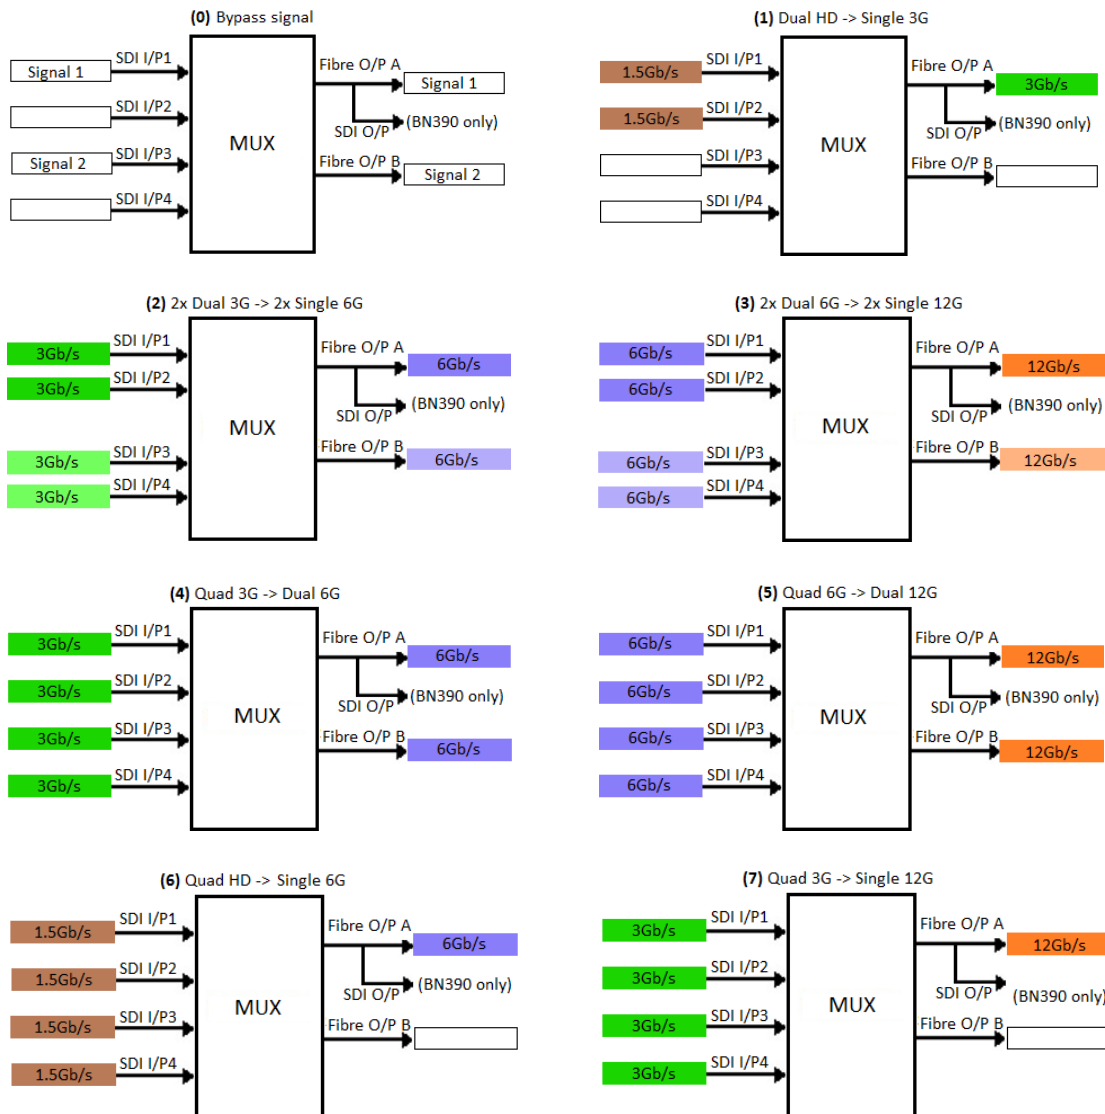 (0) Bypass signal
SDI I/P1
Signal 1
SDI I/P2
SDI I/P3
Signal 2
SDI I/P4
MUX
Fibre O/P A
Signal 1
SDI O/P
(BN390 only)
Fibre O/P B
Signal 2
(1) Dual HD -> Single 3G
1.5Gb/s
SDI I/P1
1.5Gb/s
SDI I/P2
SDI I/P3
SDI I/P4
MUX
Fibre O/P A
3Gb/s
SDI O/P
(BN390 only)
Fibre O/P B
(2) 2x Dual 3G -> 2x Single 6G
3Gb/s
SDI I/P1
3Gb/s
SDI I/P2
3Gb/s
SDI I/P3
3Gb/s
SDI I/P4
MUX
Fibre O/P A
6Gb/s
SDI O/P
(BN390 only)
Fibre O/P B
6Gb/s
(3) 2x Dual 6G -> 2x Single 12G
6Gb/s
SDI I/P1
6Gb/s
SDI I/P2
6Gb/s
SDI I/P3
6Gb/s
SDI I/P4
MUX
Fibre O/P A
12Gb/s
SDI O/P
(BN390 only)
Fibre O/P B
12Gb/s
(4) Quad 3G -> Dual 6G
3Gb/s
SDI I/P1
3Gb/s
SDI I/P2
3Gb/s
SDI I/P3
3Gb/s
SDI I/P4
MUX
Fibre O/P A
6Gb/s
SDI O/P
(BN390 only)
Fibre O/P B
6Gb/s
(5) Quad 6G -> Dual 12G
6Gb/s
SDI I/P1
6Gb/s
SDI I/P2
6Gb/s
SDI I/P3
6Gb/s
SDI I/P4
MUX
Fibre O/P A
12Gb/s
SDI O/P
(BN390 only)
Fibre O/P B
12Gb/s
(6) Quad HD -> Single 6G
1.5Gb/s
SDI I/P1
1.5Gb/s
SDI I/P2
1.5Gb/s
SDI I/P3
1.5Gb/s
SDI I/P4
MUX
Fibre O/P A
6Gb/s
SDI O/P
(BN390 only)
Fibre O/P B
(7) Quad 3G -> Single 12G
3Gb/s
SDI I/P1
3Gb/s
SDI I/P2
3Gb/s
SDI I/P3
3Gb/s
SDI I/P4
MUX
Fibre O/P A
12Gb/s
SDI O/P
(BN390 only)
Fibre O/P B